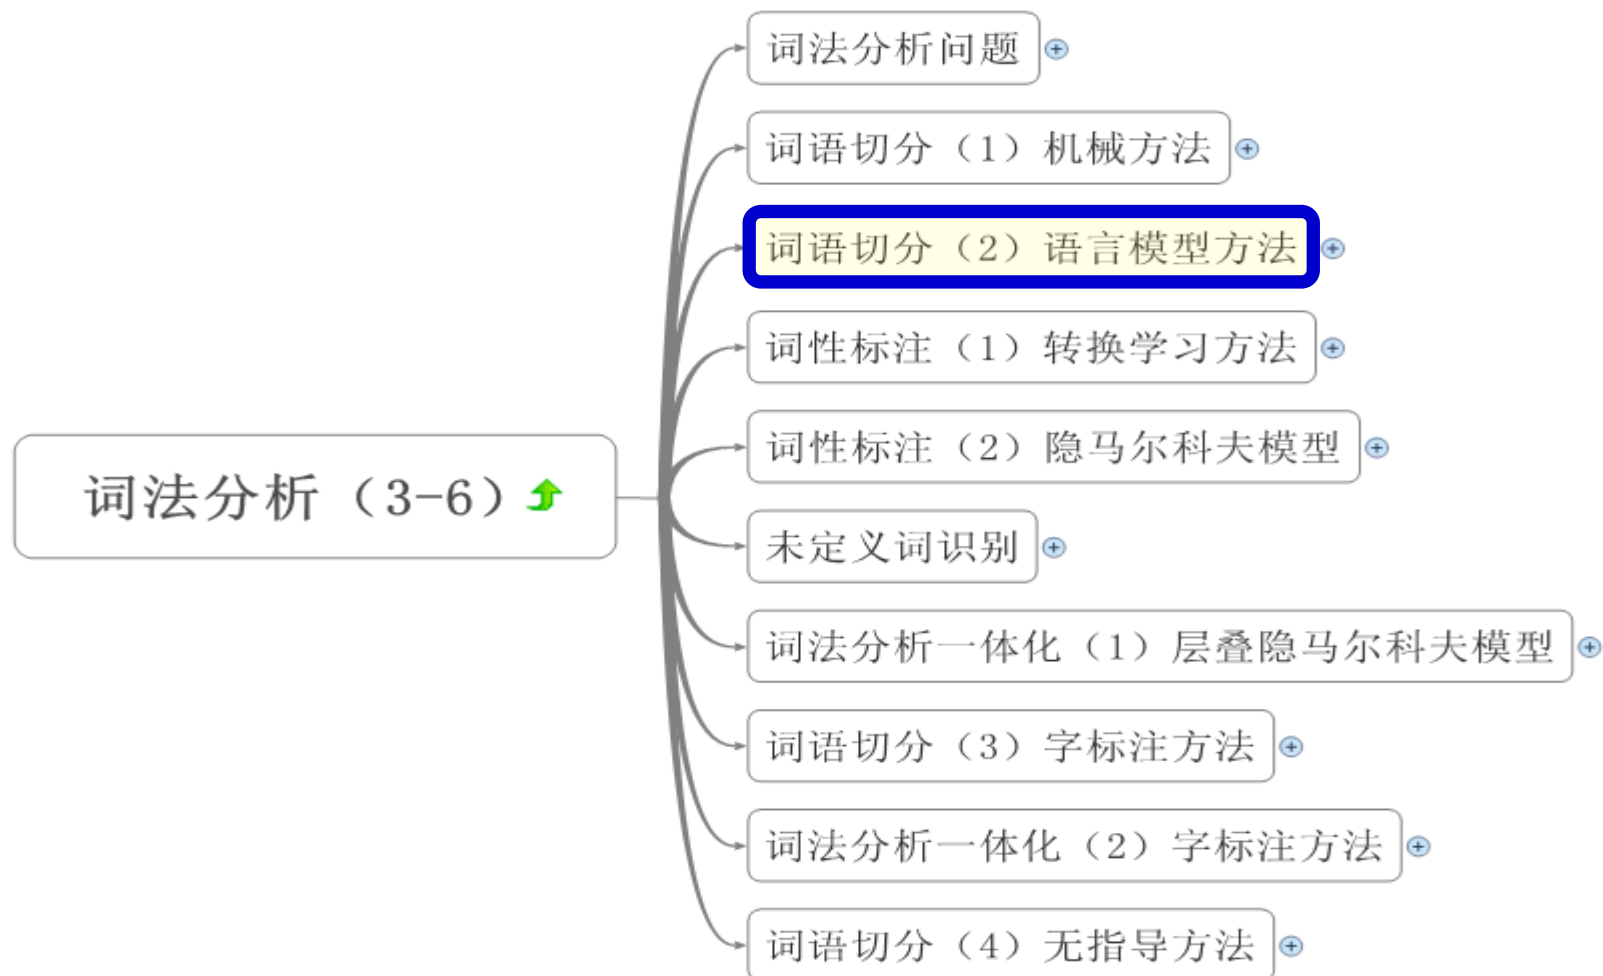 词法分析问题
词语切分（1）机械方法
词语切分（2）语言模型方法
词性标注（1）转换学习方法
词性标注（2）隐马尔科夫模型
词法分析（3-6）
未定义词识别
词法分析一体化（1）层叠隐马尔科夫模型
词语切分（3）字标注方法
词法分析一体化（2）字标注方法
词语切分（4）无指导方法